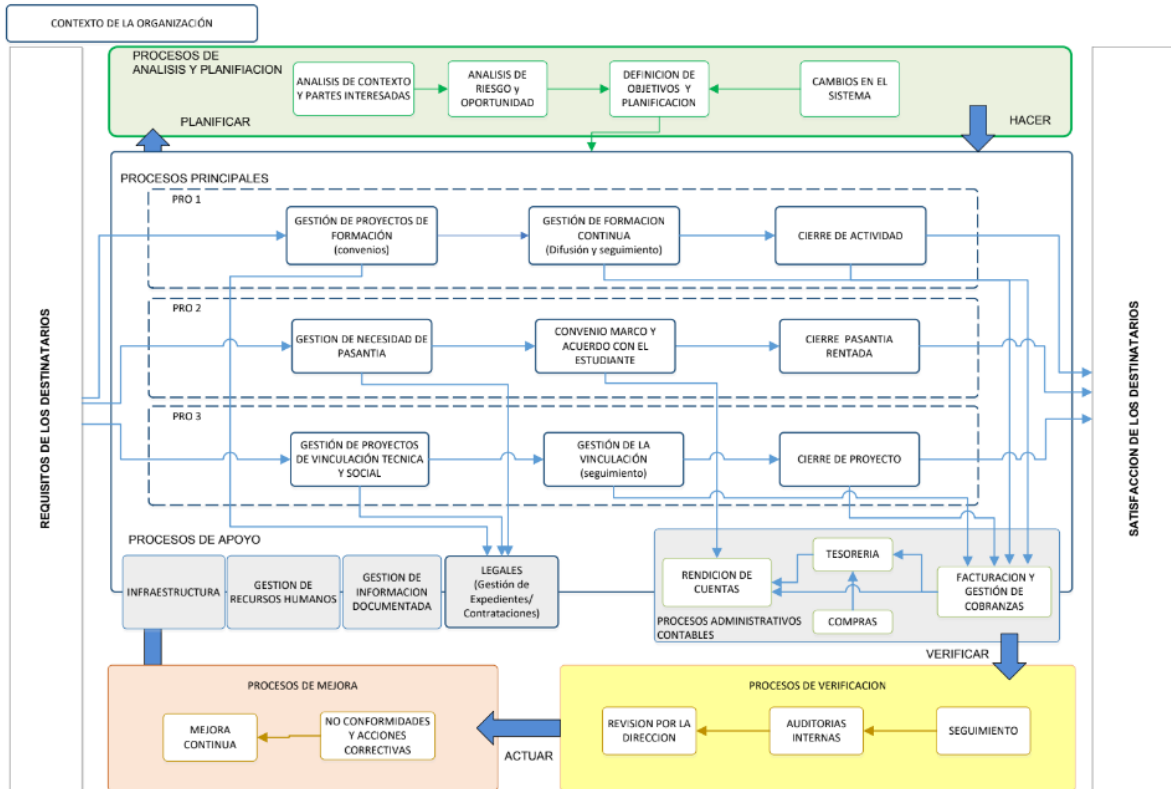 CONTEXTO DE LA ORGANIZACIÓN
PROCESOS DE
ANALISIS Y PLANIFIACION
ANALISIS DE CONTEXTO
Y PARTES INTERESADAS
ANALISIS DE
RIESGO y
OPORTUNIDAD
DEFINICION DE
OBJETIVOS Y
PLANIFICACION
CAMBIOS EN EL
SISTEMA
PLANIFICAR
HACER
REQUISITOS DE LOS DESTINATARIOS
PROCESOS PRINCIPALES
PRO 1
GESTIÓN DE PROYECTOS DE
FORMACIÓN
(convenios)
GESTIÓN DE FORMACION
CONTINUA
(Difusión y seguimiento)
CIERRE DE ACTIVIDAD
PRO 2
GESTION DE NECESIDAD DE
PASANTIA
CONVENIO MARCO Y
ACUERDO CON EL
ESTUDIANTE
CIERRE PASANTIA
RENTADA
PRO 3
GESTIÓN DE PROYECTOS
DE VINCULACIÓN TECNICA
Y SOCIAL
GESTIÓN DE LA
VINCULACIÓN
(seguimiento)
CIERRE DE PROYECTO
SATISFACCION DE LOS DESTINATARIOS
PROCESOS DE APOYO
INFRAESTRUCTURA
GESTION DE
RECURSOS HUMANOS
GESTION DE
INFORMACION
DOCUMENTADA
LEGALES
(Gestión de
Expedientes/
Contrataciones)
RENDICION DE
CUENTAS
TESORERIA
COMPRAS
FACTURACION Y
GESTIÓN DE
COBRANZAS
PROCESOS ADMINISTRATIVOS
CONTABLES
VERIFICAR
PROCESOS DE MEJORA
MEJORA
CONTINUA
NO CONFORMIDADES
Y ACCIONES
CORRECTIVAS
ACTUAR
PROCESOS DE VERIFICACION
REVISION POR LA
DIRECCION
AUDITORIAS
INTERNAS
SEGUIMIENTO